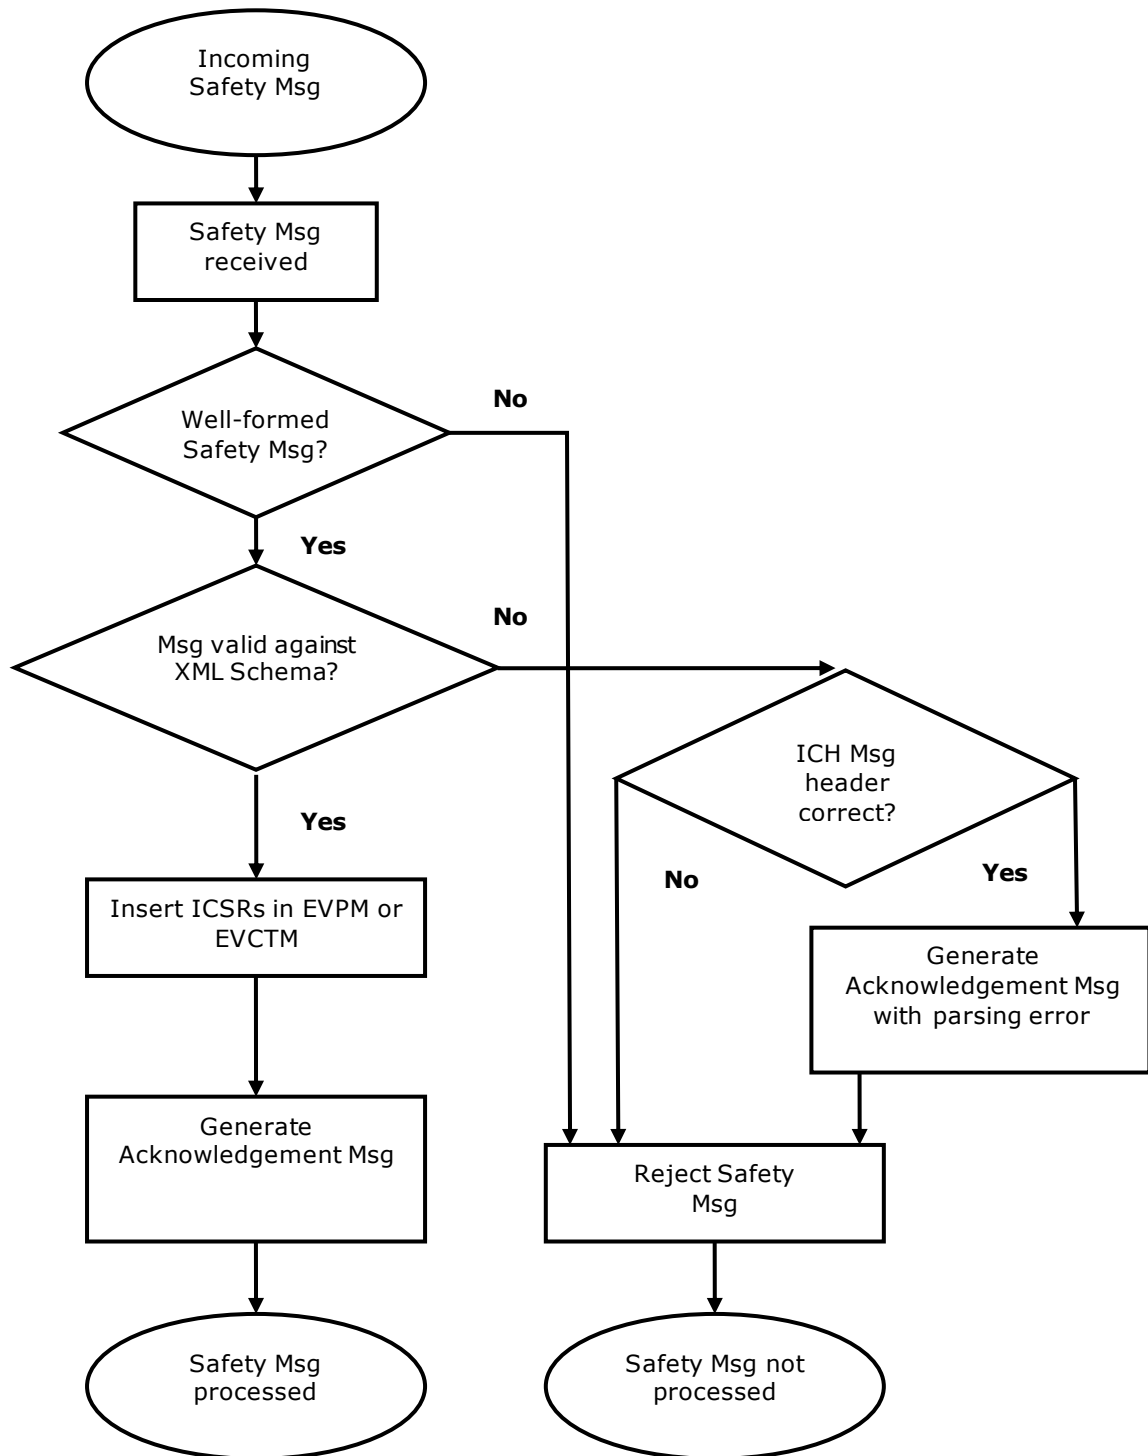 Incoming
Safety Msg
Safety Msg
received
Well-formed
Safety Msg?
No
Yes
Msg valid against
XML Schema?
No
ICH Msg
header
correct?
Yes
No
Yes
Insert ICSRs in EVPM or
EVCTM
Generate
Acknowledgement Msg
with parsing error
Generate
Acknowledgement Msg
Reject Safety
Msg
Safety Msg
processed
Safety Msg not
processed